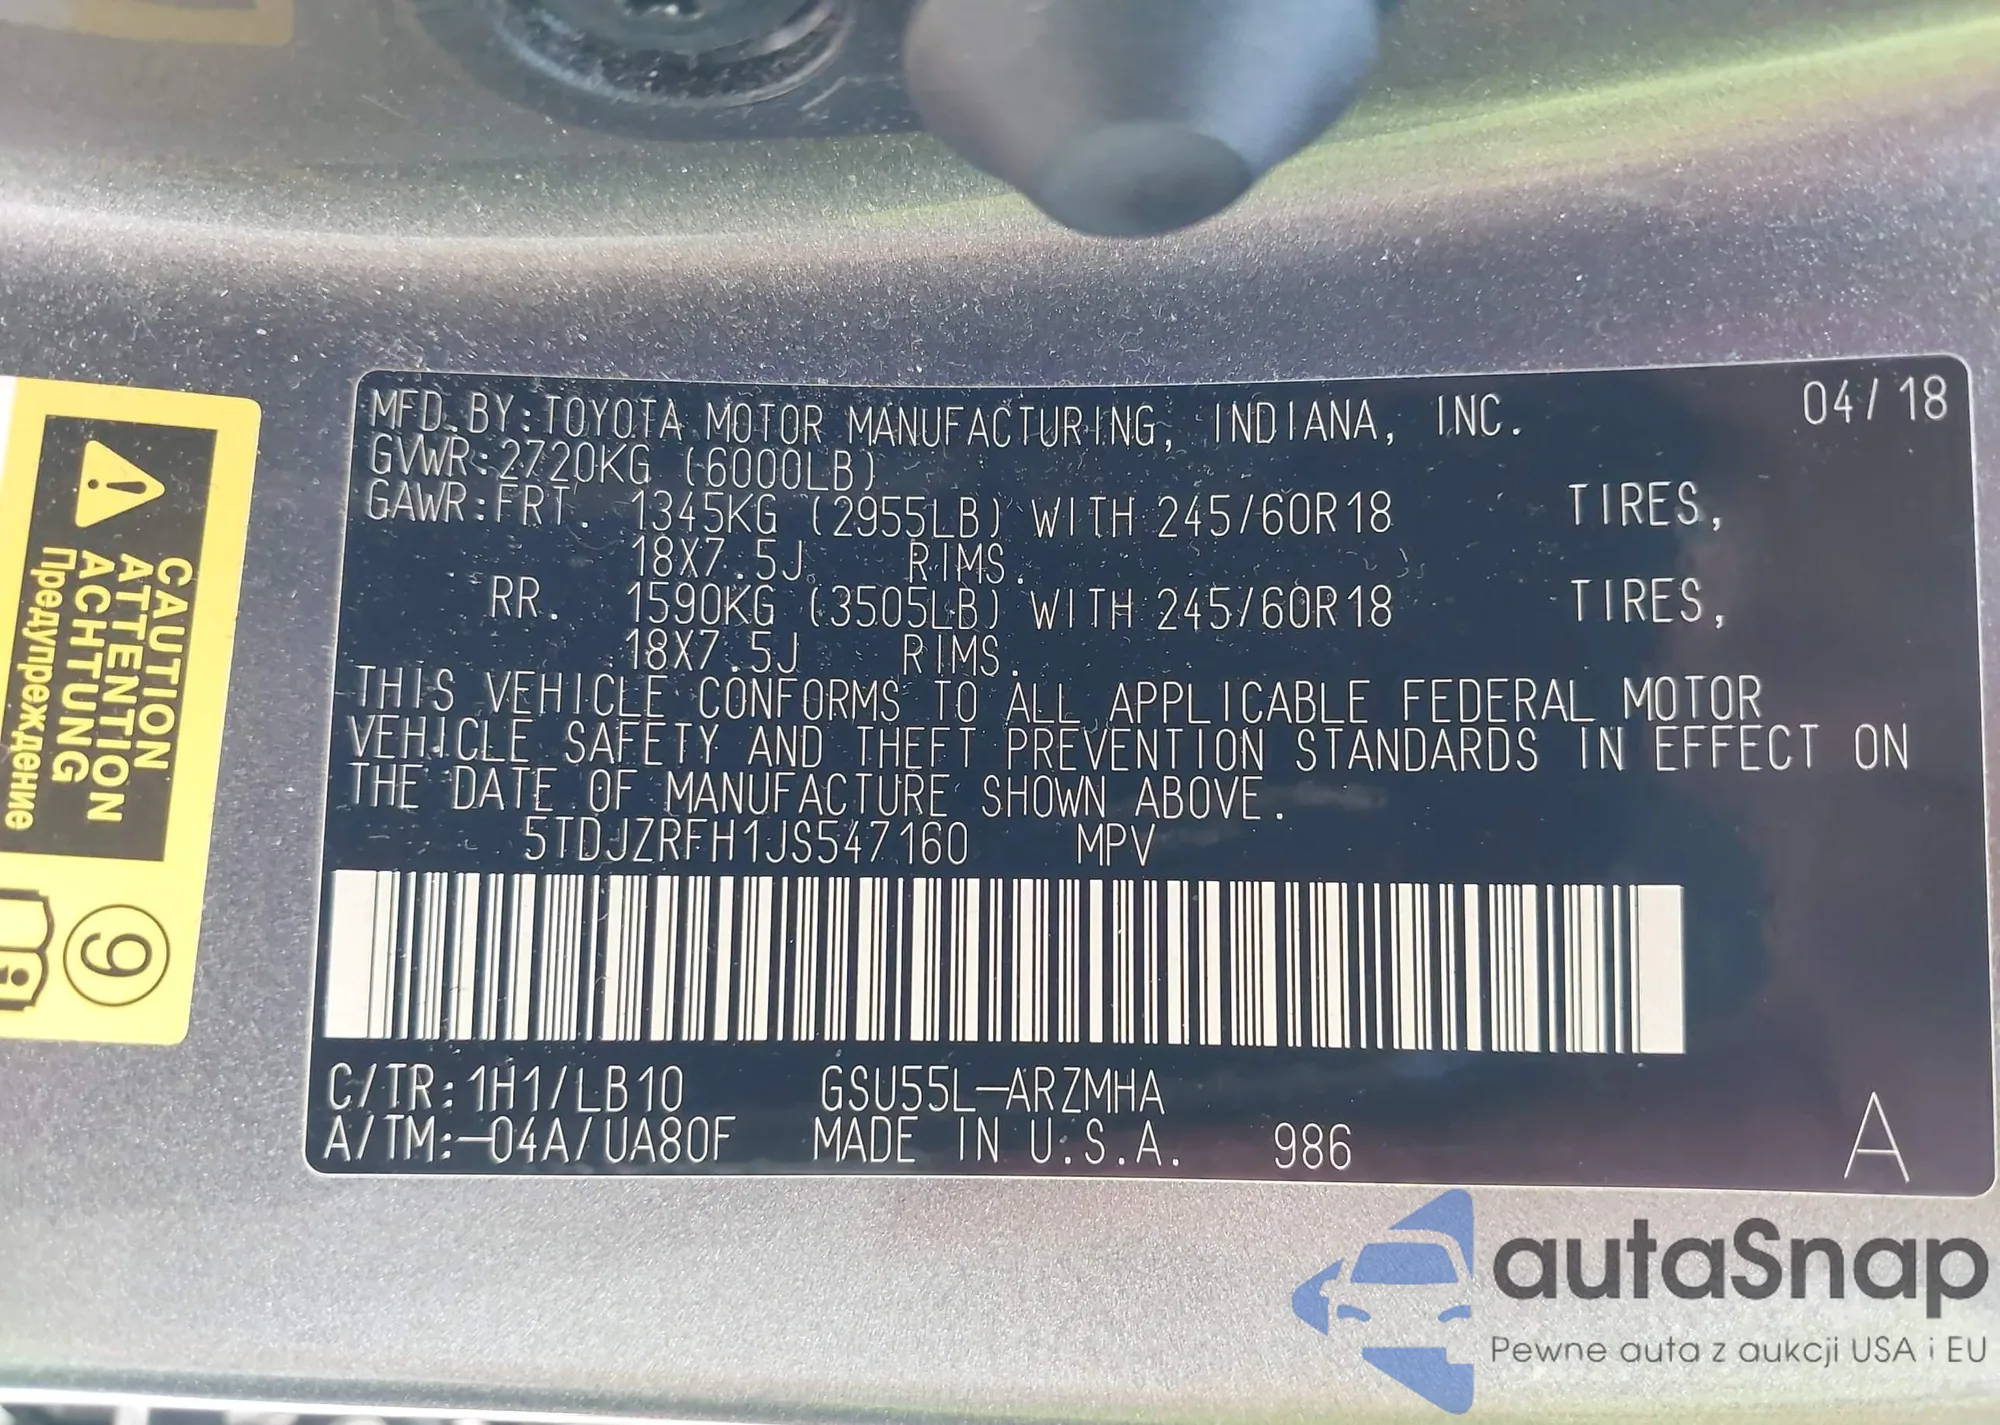 MFD. BY: TOYOTA MOTOR MANUFACTURING, INDIANA, INC. 04/18
GVWR: 2720KG (6000LB)
GAWR: FRT. 1345KG (2955LB) WITH 245/60R18 TIRES,
18X7.5J RIMS.
RR. 1590KG (3505LB) WITH 245/60R18 TIRES,
18X7.5J RIMS.
THIS VEHICLE CONFORMS TO ALL APPLICABLE FEDERAL MOTOR
VEHICLE SAFETY AND THEFT PREVENTION STANDARDS IN EFFECT ON
THE DATE OF MANUFACTURE SHOWN ABOVE.
5TDJZRFH1JS547160 MPV
C/TR: 1H1/LB10 GSU55L-ARZMHA
A/TM:-04A/UA80F MADE IN U.S.A. 986 A
CAUTION
ATTENTION
ACHTUNG
Предупреждение
9
autaSnap
Pewne auta z aukcji USA i EU